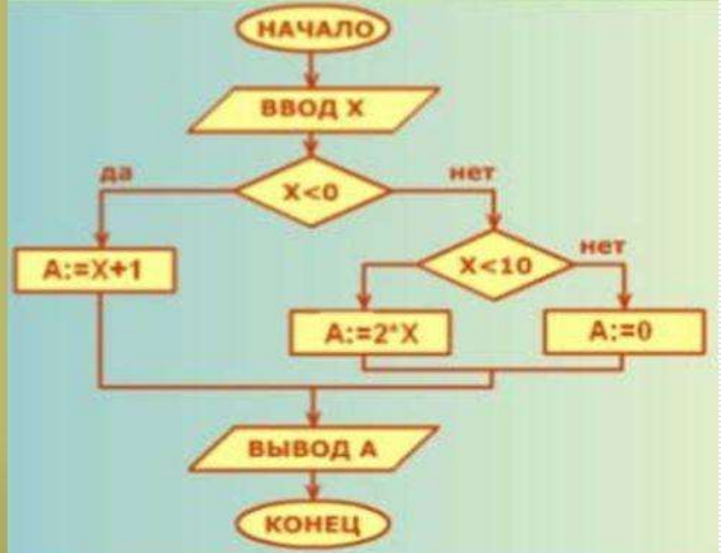 НАЧАЛО
ВВОД X
да
X<0
нет
A:=X+1
X<10
нет
A:=2*X
A:=0
ВЫВОД A
КОНЕЦ